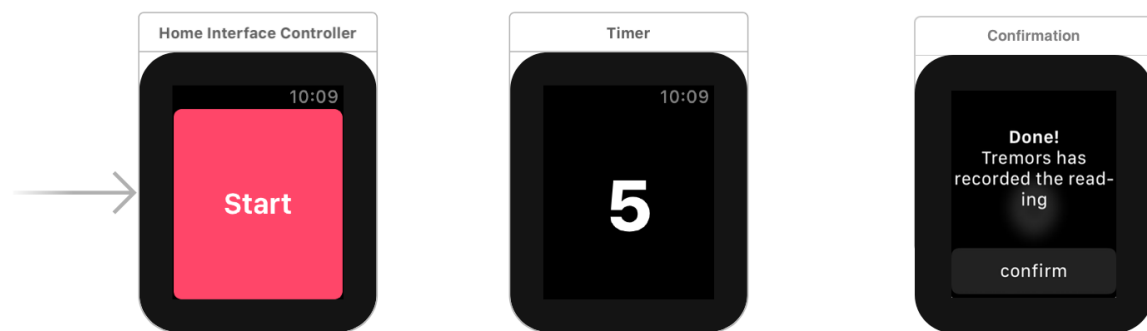 Home Interface Controller
10:09
Start
Timer
10:09
5
Confirmation
Done!
Tremors has
recorded the read-
ing
confirm